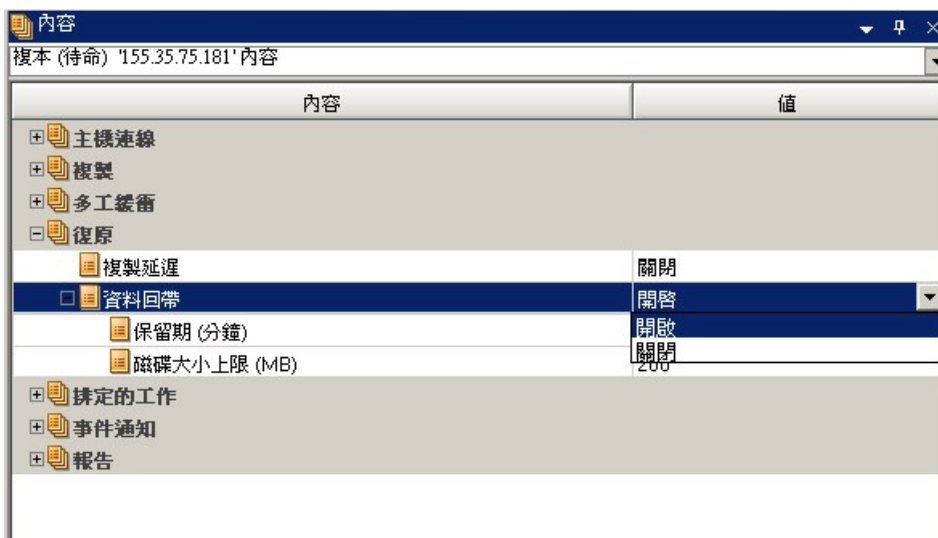 內容
複本 (待命) '155.35.75.181' 內容
內容 值
主機連線
複製
多工緩衝
復原
複製延遲 關閉
資料回帶 開啓
保留期 (分鐘) 開啟
關閉
磁碟大小上限 (MB) 200
排定的工作
事件通知
報告